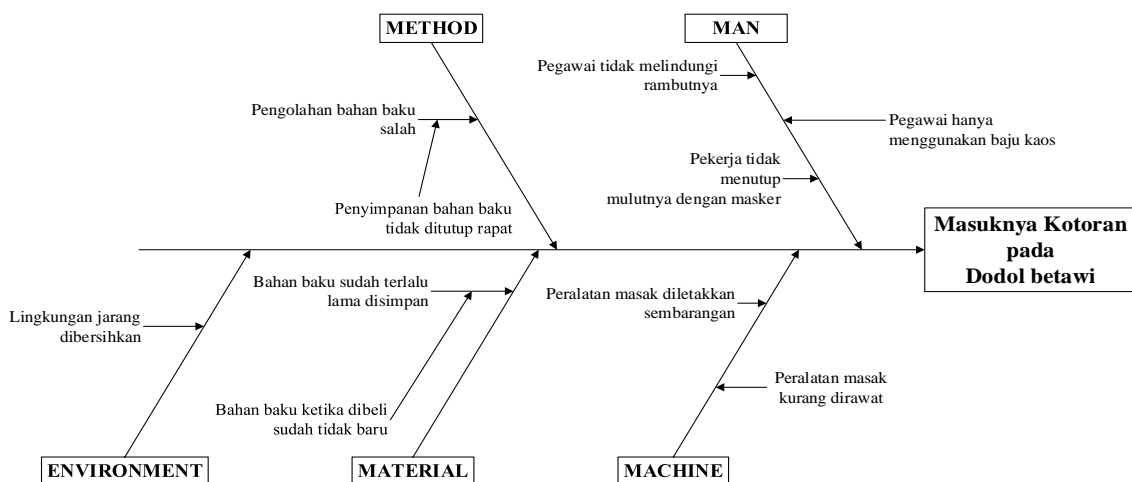 METHOD
MAN
Pegawai tidak melindungi
rambutnya
Pengolahan bahan baku
salah
Pegawai hanya
menggunakan baju kaos
Pekerja tidak
menutup
mulutnya dengan masker
Penyimpanan bahan baku
tidak ditutup rapat
Masuknya Kotoran
pada
Dodol betawi
Bahan baku sudah terlalu
lama disimpan
Peralatan masak diletakkan
sembarangan
Lingkungan jarang
dibersihkan
Peralatan masak
kurang dirawat
Bahan baku ketika dibeli
sudah tidak baru
ENVIRONMENT
MATERIAL
MACHINE